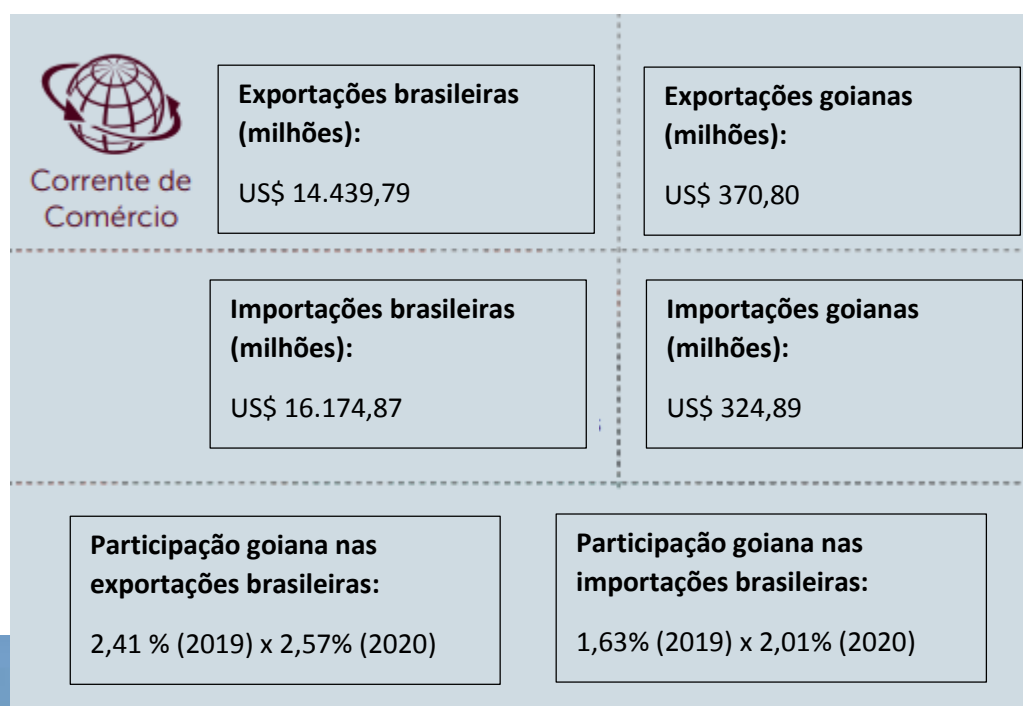 Corrente de
Comércio
Exportações brasileiras
(milhões):
US$ 14.439,79
Exportações goianas
(milhões):
US$ 370,80
Importações brasileiras
(milhões):
US$ 16.174,87
Importações goianas
(milhões):
US$ 324,89
Participação goiana nas
exportações brasileiras:
2,41 % (2019) x 2,57% (2020)
Participação goiana nas
importações brasileiras:
1,63% (2019) x 2,01% (2020)